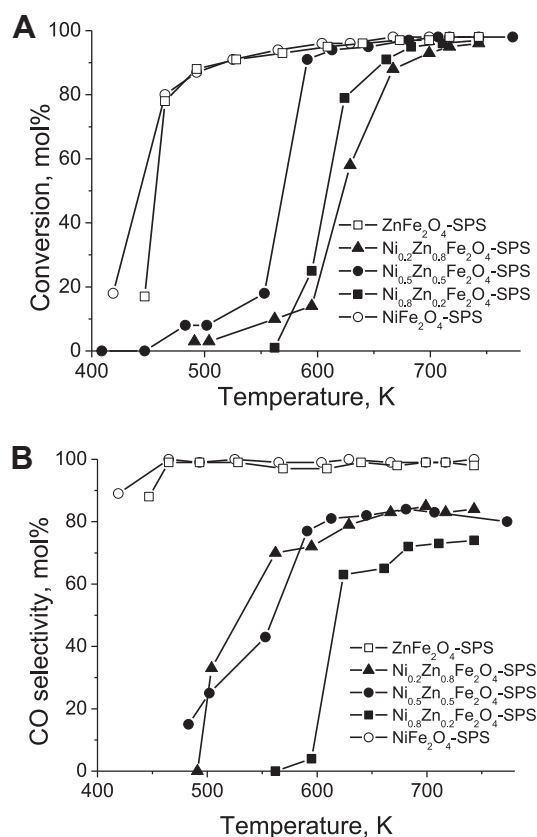 A
100
80
60
40
20
0
Conversion, mol%
ZnFe₂O₄-SPS
Ni₀.₂Zn₀.₈Fe₂O₄-SPS
Ni₀.₅Zn₀.₅Fe₂O₄-SPS
Ni₀.₈Zn₀.₂Fe₂O₄-SPS
NiFe₂O₄-SPS
400 500 600 700
Temperature, K
B
100
80
60
40
20
0
CO selectivity, mol%
ZnFe₂O₄-SPS
Ni₀.₂Zn₀.₈Fe₂O₄-SPS
Ni₀.₅Zn₀.₅Fe₂O₄-SPS
Ni₀.₈Zn₀.₂Fe₂O₄-SPS
NiFe₂O₄-SPS
400 500 600 700
Temperature, K